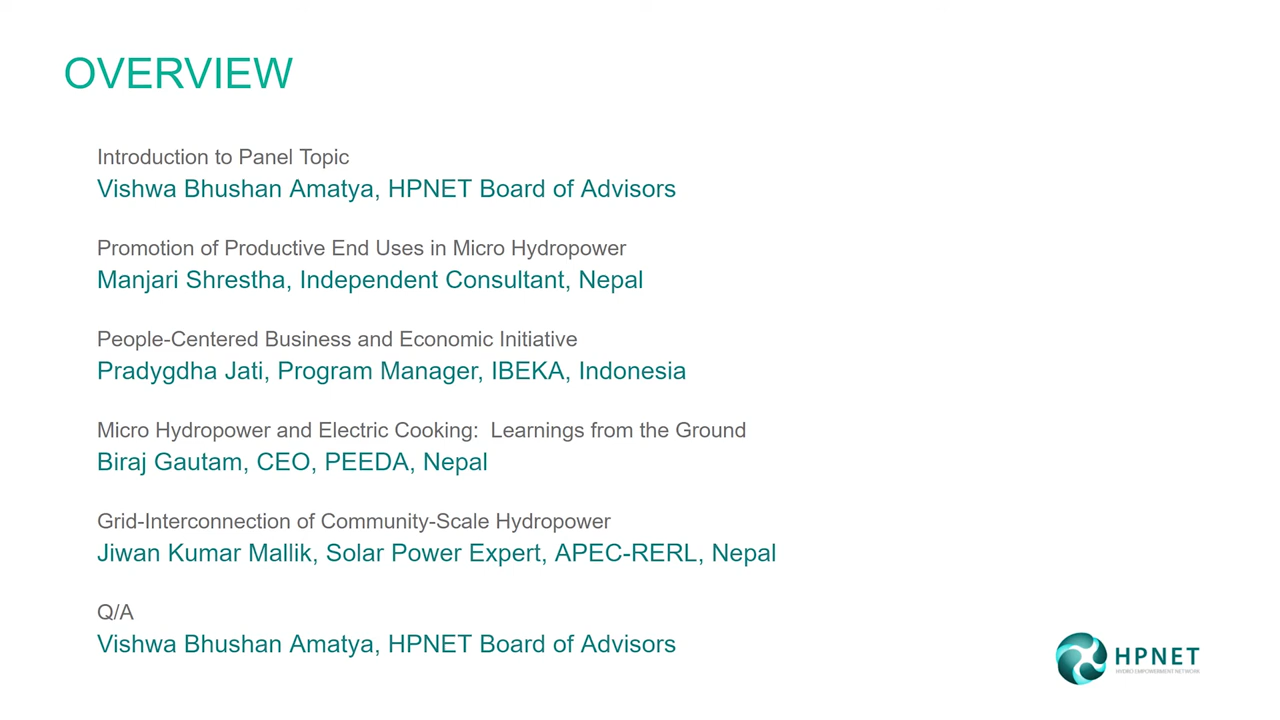 OVERVIEW
Introduction to Panel Topic
Vishwa Bhushan Amatya, HPNET Board of Advisors
Promotion of Productive End Uses in Micro Hydropower
Manjari Shrestha, Independent Consultant, Nepal
People-Centered Business and Economic Initiative
Pradygdha Jati, Program Manager, IBEKA, Indonesia
Micro Hydropower and Electric Cooking:  Learnings from the Ground
Biraj Gautam, CEO, PEEDA, Nepal
Grid-Interconnection of Community-Scale Hydropower
Jiwan Kumar Mallik, Solar Power Expert, APEC-RERL, Nepal
Q/A
Vishwa Bhushan Amatya, HPNET Board of Advisors
HPNET
HYDRO EMPOWERMENT NETWORK